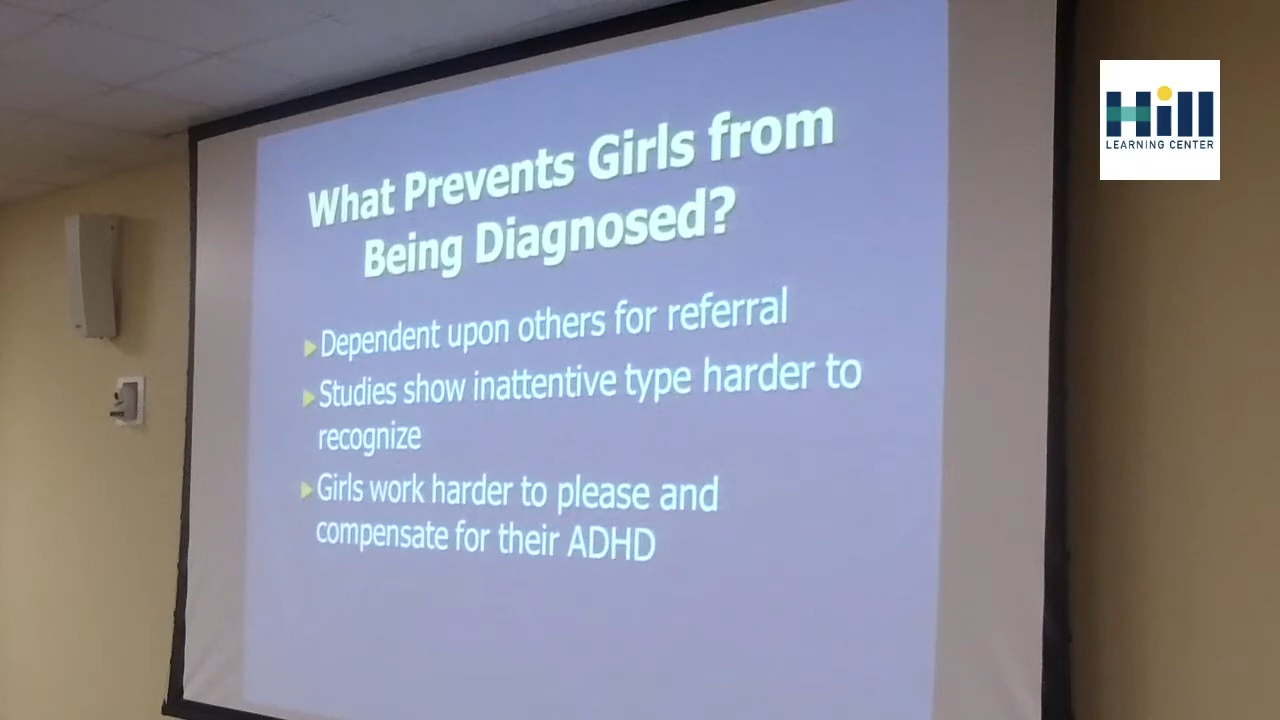 What Prevents Girls from
Being Diagnosed?
Dependent upon others for referral
Studies show inattentive type harder to
recognize
Girls work harder to please and
compensate for their ADHD
Hill
LEARNING CENTER